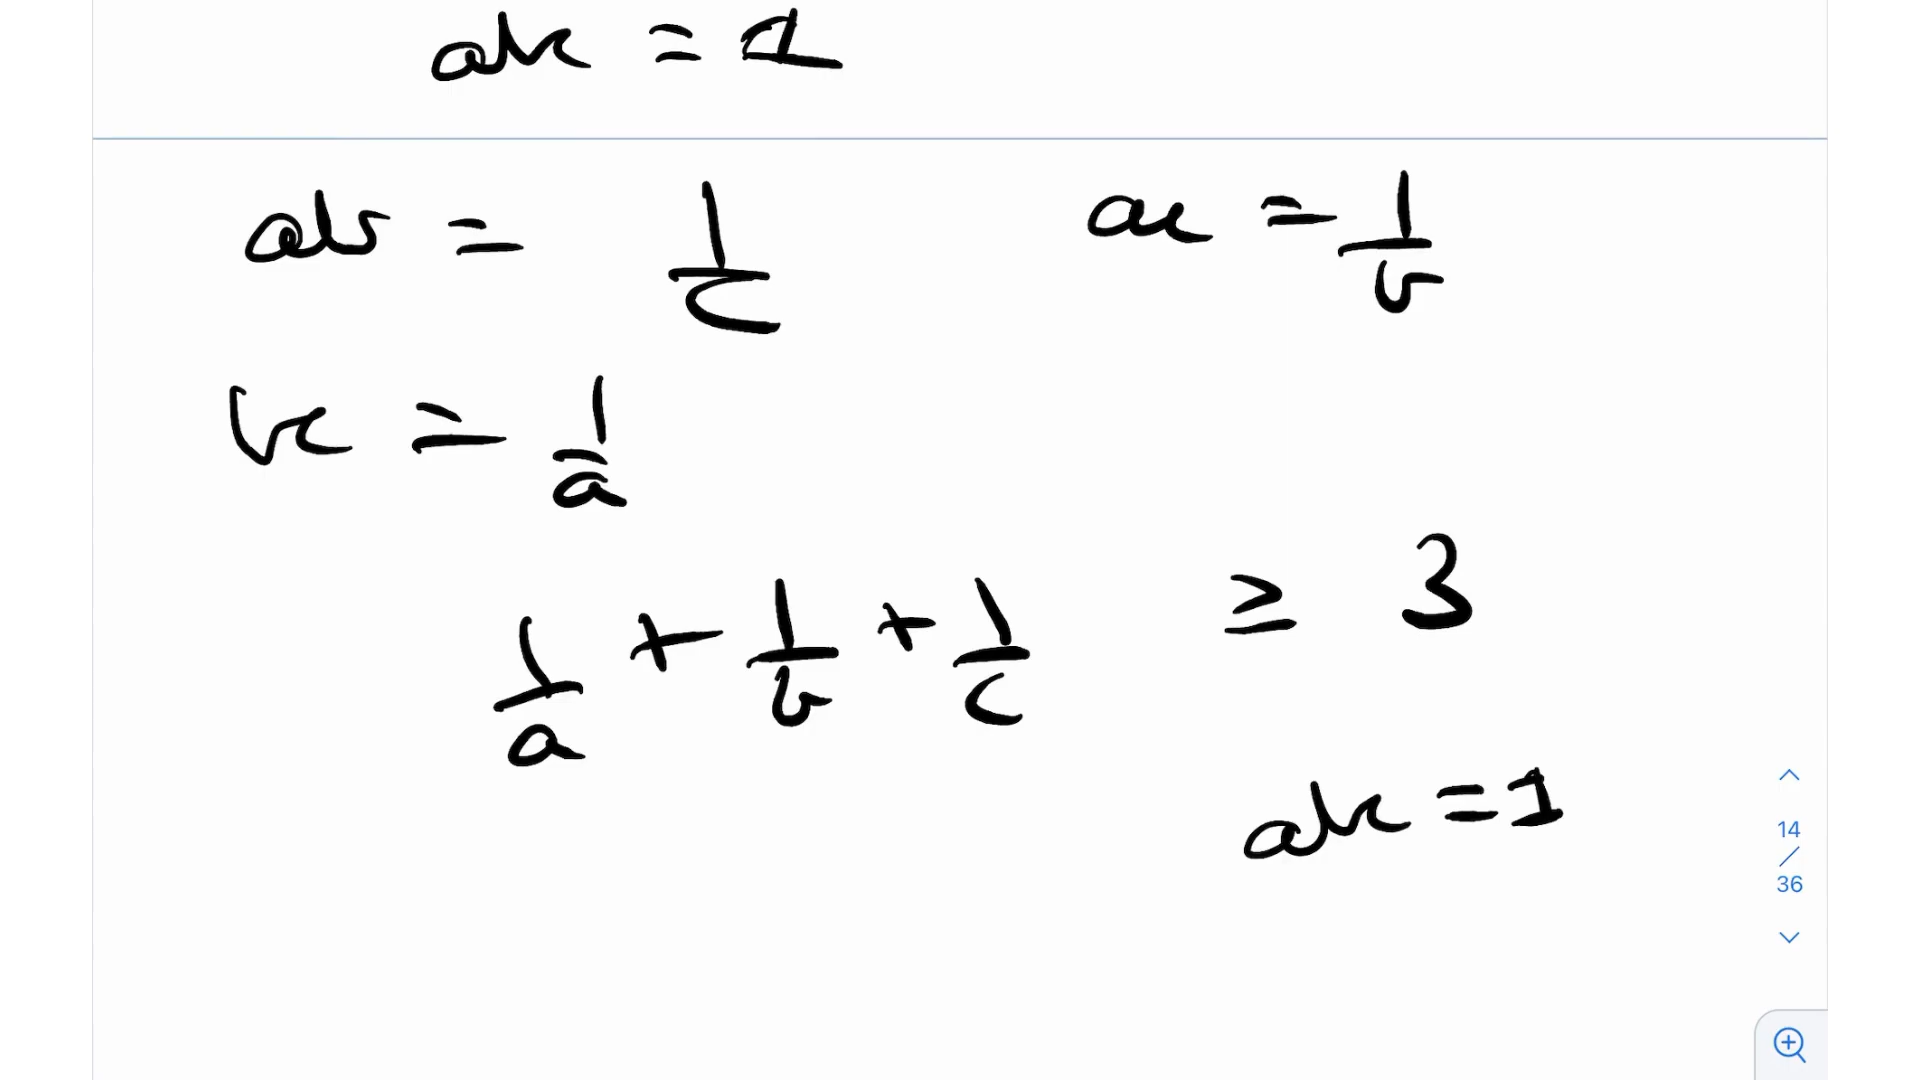 abc = 1
ab = 1/c
ac = 1/b
bc = 1/a
1/a + 1/b + 1/c ≥ 3
abc = 1
14
/
36